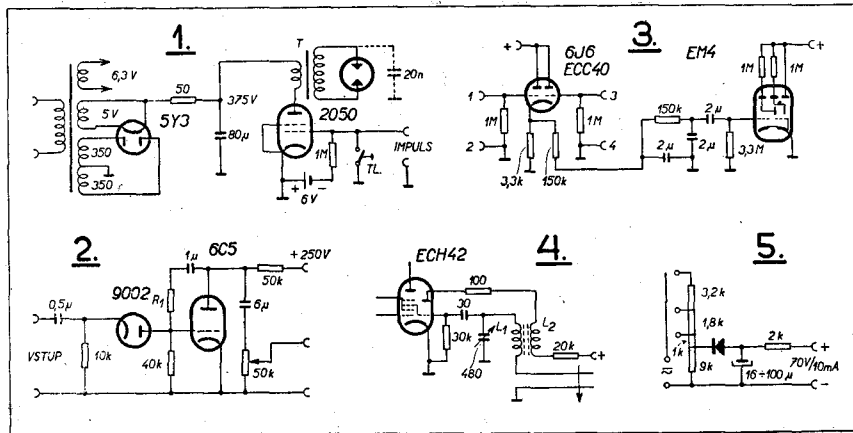 1.
6,3V
5V
5Y3
350
350
50
375V
80µ
T
20n
2050
1M
6V
+
-
TL.
IMPULS
2.
0,5µ
VSTUP
10k
9002
R1
40k
1µ
6C5
6µ
50k
+250V
50k
3.
+
6J6
ECC40
1
2
1M
3
1M
4
3,3k
150k
150k
2µ
2µ
2µ
EM4
1M
1M
+
3,3M
4.
ECH42
100
30
30k
480
L1
L2
20k
+
5.
3,2k
1,8k
1k
9k
2k
+
70V/10mA
16÷100µ
-